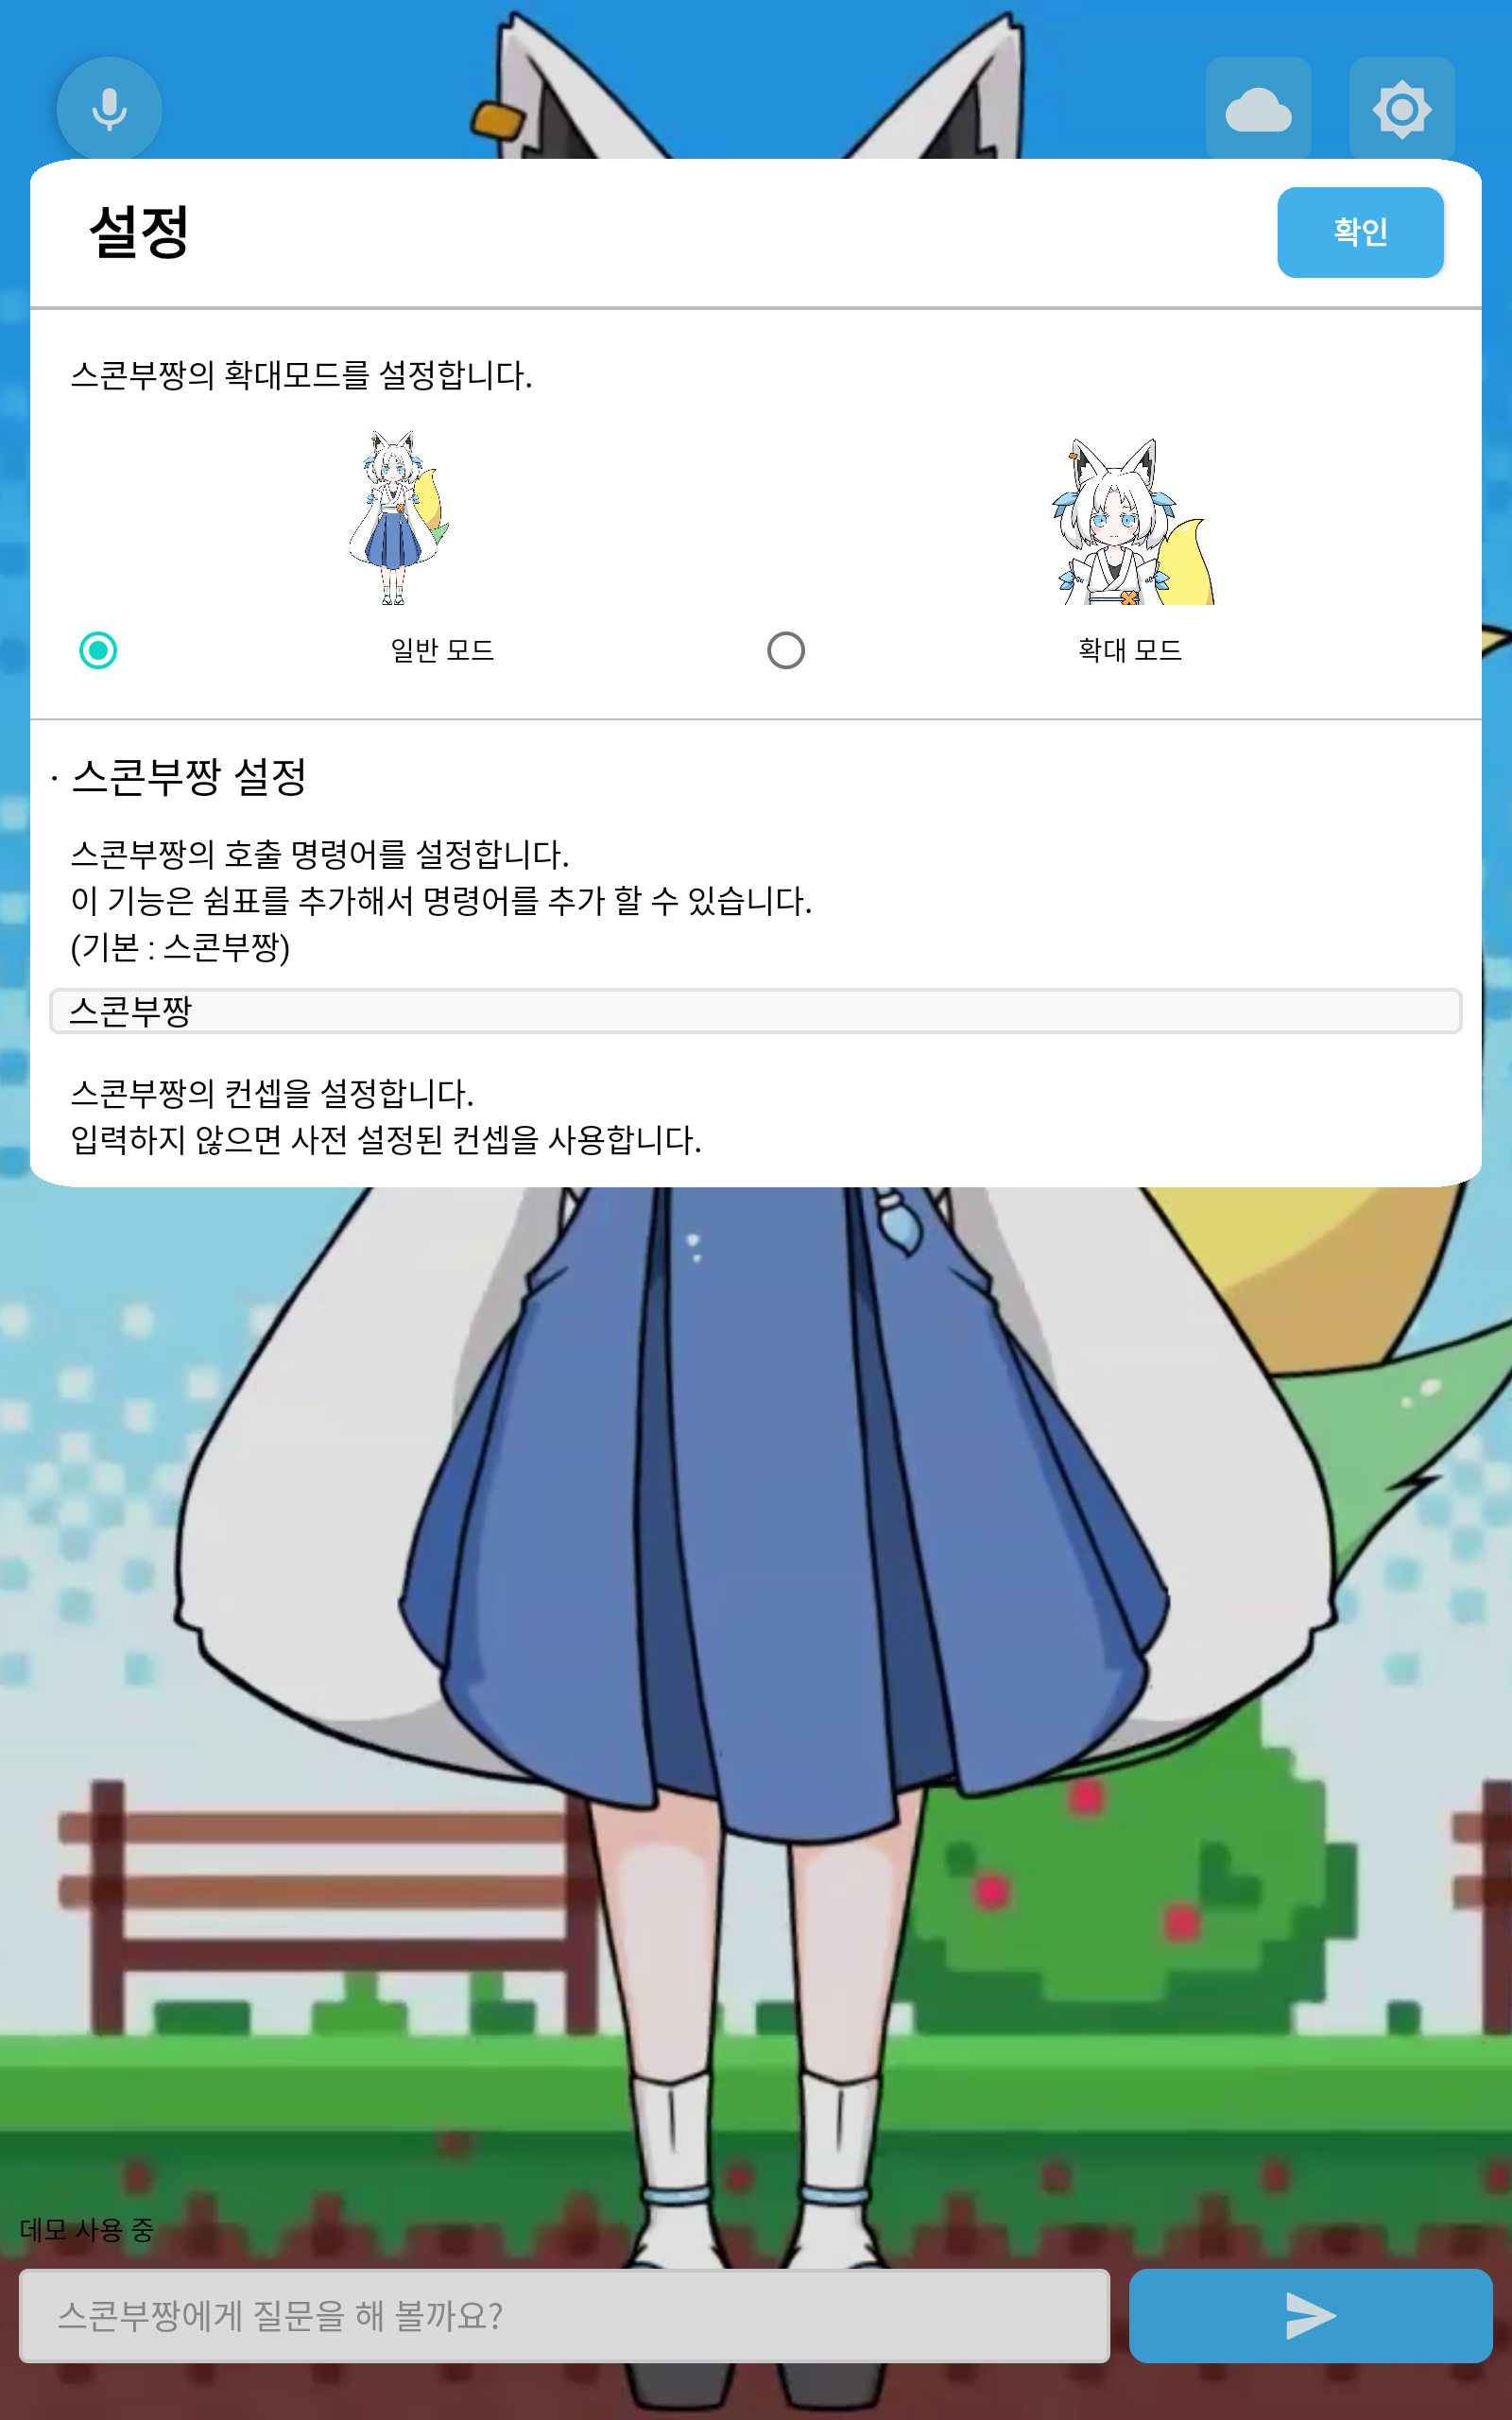 설정
확인
스콘부짱의 확대모드를 설정합니다.
일반 모드
확대 모드
· 스콘부짱 설정
스콘부짱의 호출 명령어를 설정합니다.
이 기능은 쉼표를 추가해서 명령어를 추가 할 수 있습니다.
(기본 : 스콘부짱)
스콘부짱
스콘부짱의 컨셉을 설정합니다.
입력하지 않으면 사전 설정된 컨셉을 사용합니다.
데모 사용 중
스콘부짱에게 질문을 해 볼까요?